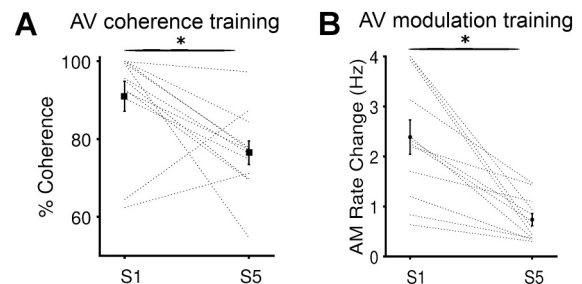 A AV coherence training
*
% Coherence
100
80
60
S1 S5
B AV modulation training
*
AM Rate Change (Hz)
4
3
2
1
0
S1 S5